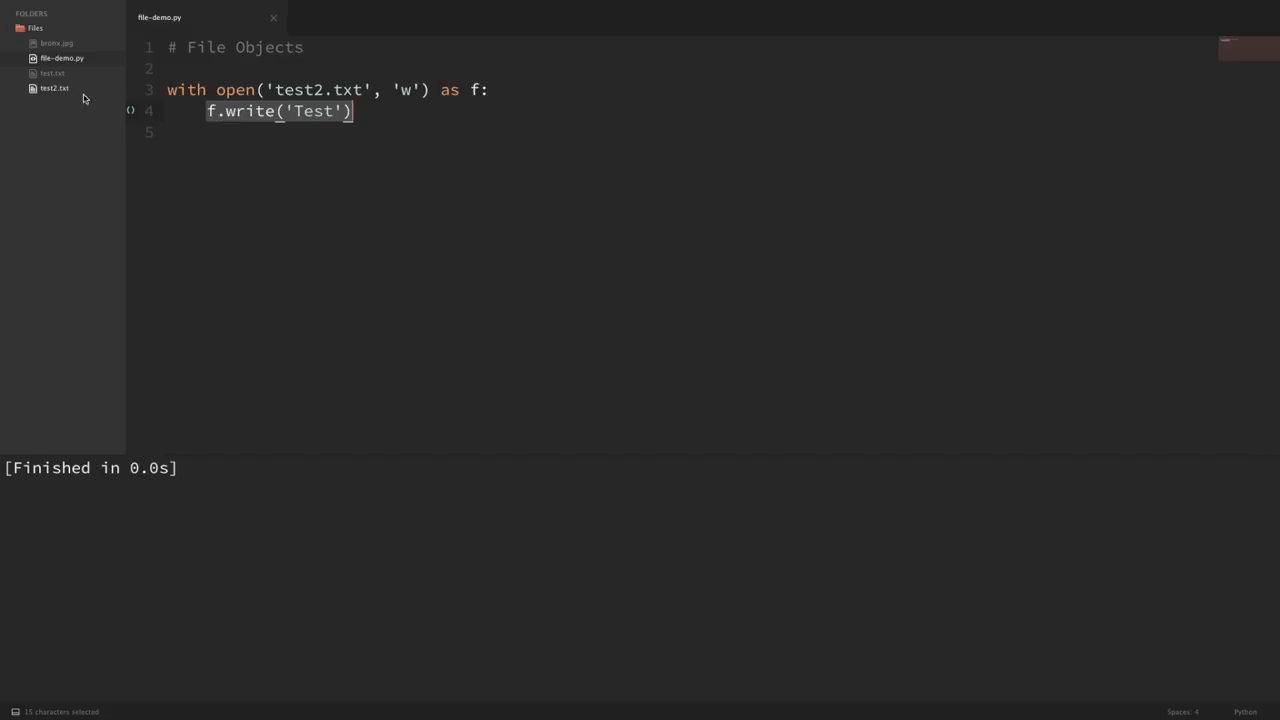 FOLDERS
Files
bronx.jpg
file-demo.py
test.txt
test2.txt
file-demo.py
1 # File Objects
2
3 with open('test2.txt', 'w') as f:
4 f.write('Test')
5
[Finished in 0.0s]
15 characters selected
Spaces: 4
Python